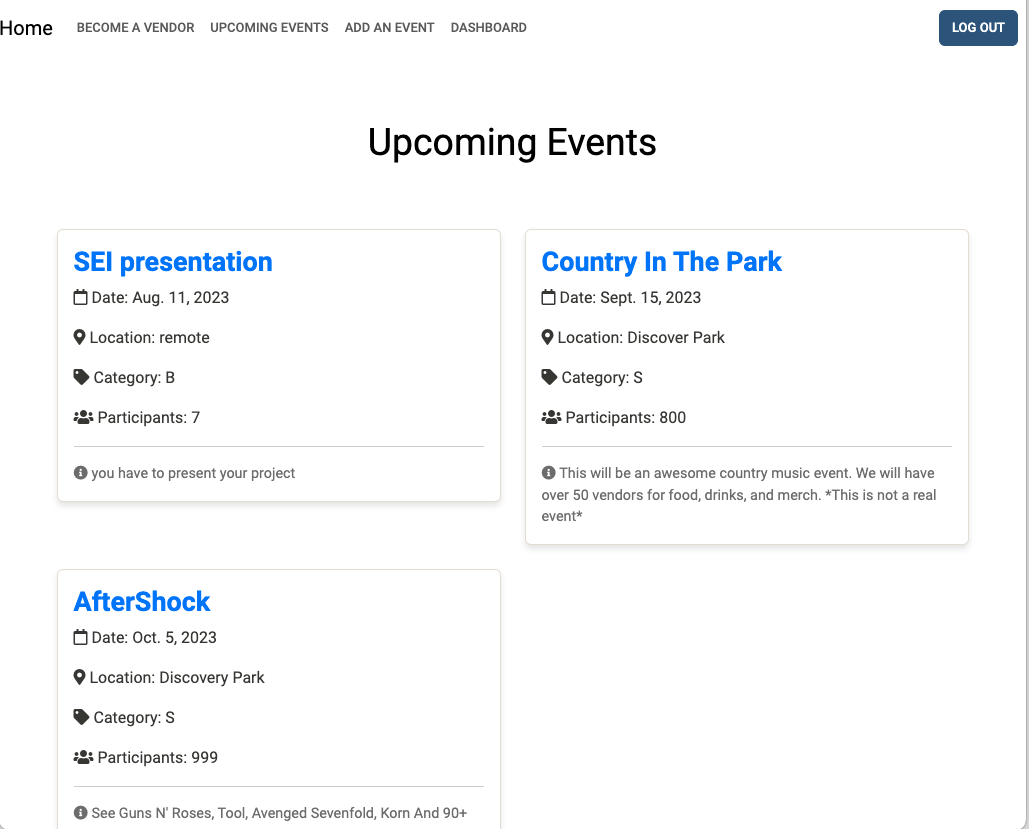 Home BECOME A VENDOR UPCOMING EVENTS ADD AN EVENT DASHBOARD LOG OUT
Upcoming Events
SEI presentation
Date: Aug. 11, 2023
Location: remote
Category: B
Participants: 7
you have to present your project
Country In The Park
Date: Sept. 15, 2023
Location: Discover Park
Category: S
Participants: 800
This will be an awesome country music event. We will have
over 50 vendors for food, drinks, and merch. *This is not a real
event*
AfterShock
Date: Oct. 5, 2023
Location: Discovery Park
Category: S
Participants: 999
See Guns N' Roses, Tool, Avenged Sevenfold, Korn And 90+